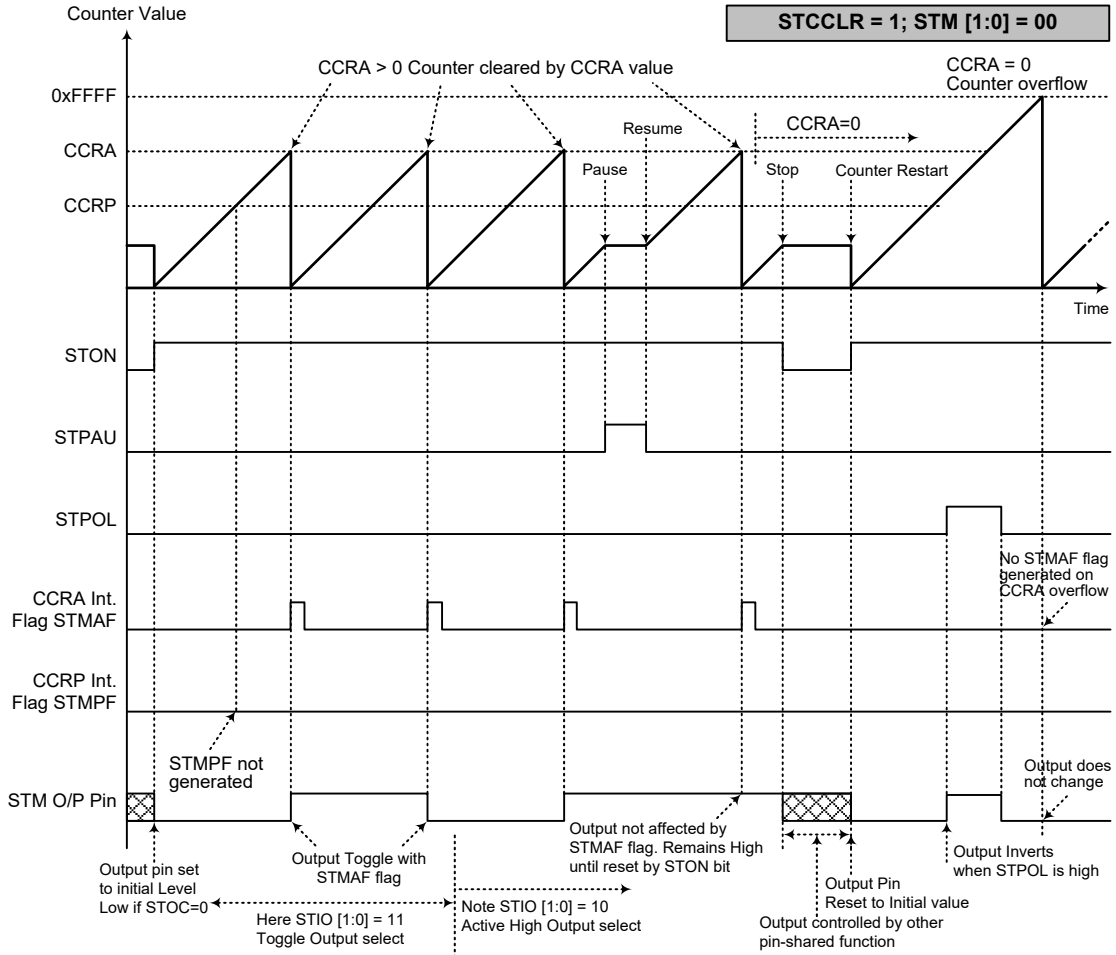 Counter Value
STCCLR = 1; STM [1:0] = 00
CCRA > 0 Counter cleared by CCRA value
CCRA = 0
Counter overflow
0xFFFF
Resume
CCRA=0
CCRA
Pause
Stop
Counter Restart
CCRP
Time
STON
STPAU
STPOL
No STMAF flag
generated on
CCRA overflow
CCRA Int.
Flag STMAF
CCRP Int.
Flag STMPF
STMPF not
generated
Output does
not change
STM O/P Pin
Output pin set
to initial Level
Low if STOC=0
Output Toggle with
STMAF flag
Here STIO [1:0] = 11
Toggle Output select
Note STIO [1:0] = 10
Active High Output select
Output not affected by
STMAF flag. Remains High
until reset by STON bit
Output Pin
Reset to Initial value
Output controlled by other
pin-shared function
Output Inverts
when STPOL is high